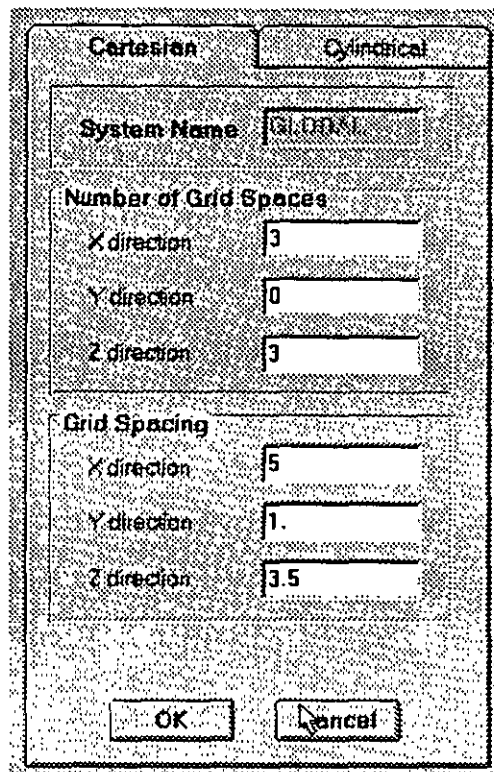 Cartesian Cylindrical
System Name GLOBAL
Number of Grid Spaces
X direction 3
Y direction 0
Z direction 3
Grid Spacing
X direction 5
Y direction 1.
Z direction 3.5
OK Cancel